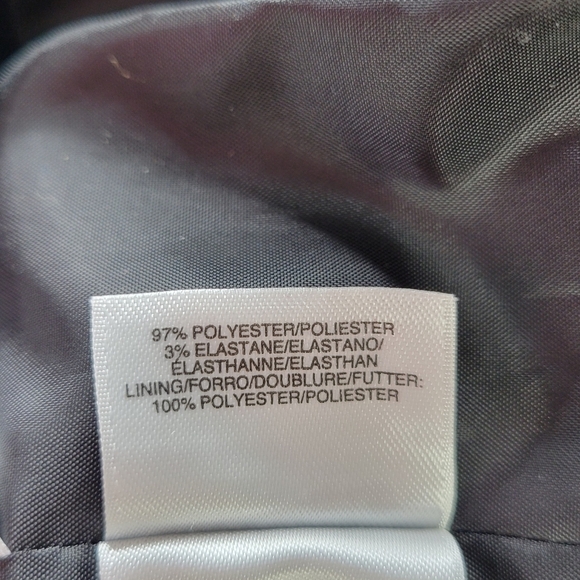 97% POLYESTER/POLIESTER
3% ELASTANE/ELASTANO/
ÉLASTHANNE/ELASTHAN
LINING/FORRO/DOUBLURE/FUTTER:
100% POLYESTER/POLIESTER